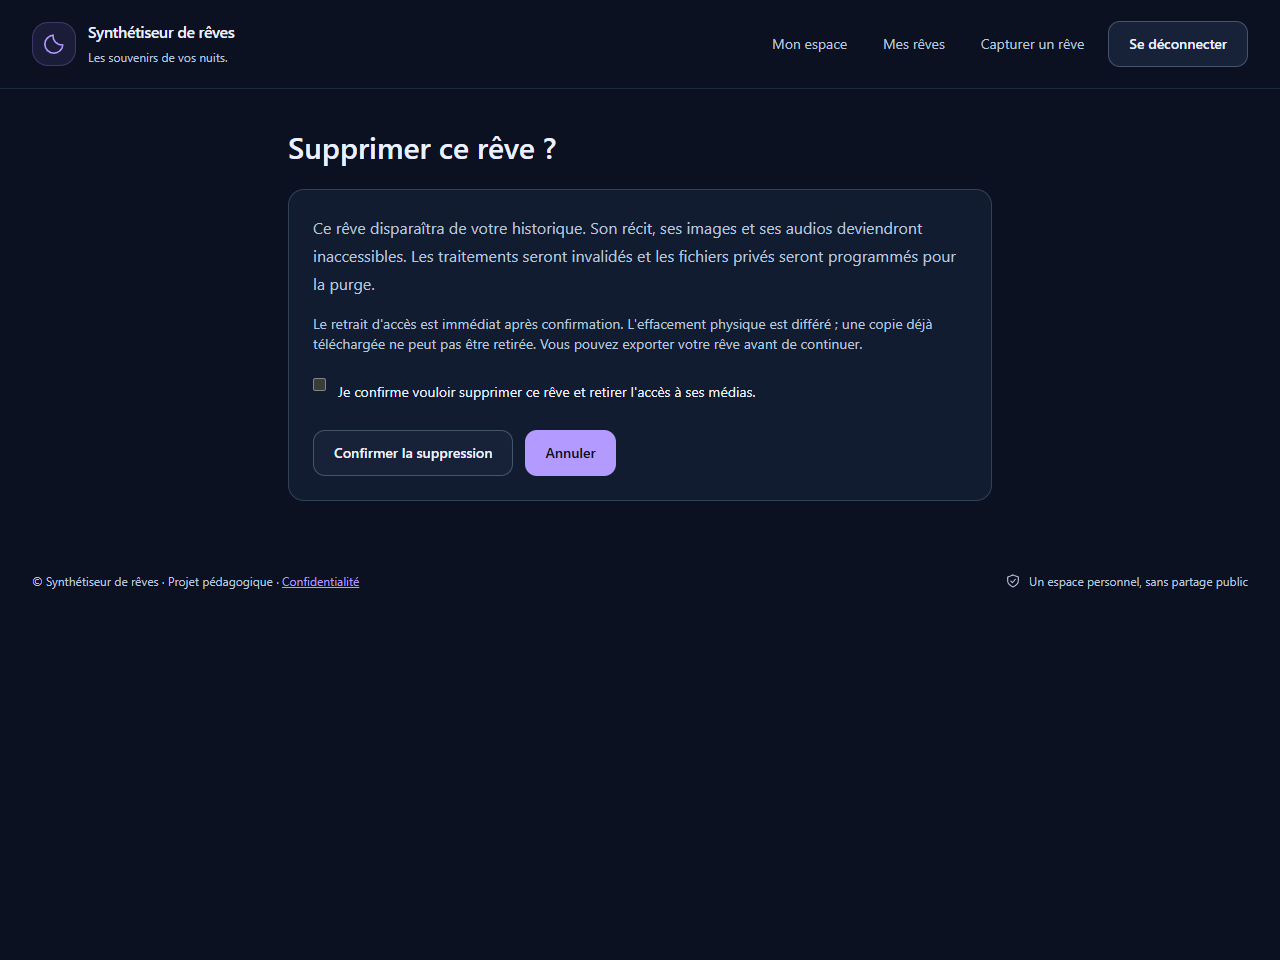 Synthétiseur de rêves
Les souvenirs de vos nuits.
Mon espace
Mes rêves
Capturer un rêve
Se déconnecter
Supprimer ce rêve ?
Ce rêve disparaîtra de votre historique. Son récit, ses images et ses audios deviendront
inaccessibles. Les traitements seront invalidés et les fichiers privés seront programmés pour
la purge.
Le retrait d'accès est immédiat après confirmation. L'effacement physique est différé ; une copie déjà
téléchargée ne peut pas être retirée. Vous pouvez exporter votre rêve avant de continuer.
Je confirme vouloir supprimer ce rêve et retirer l'accès à ses médias.
Confirmer la suppression
Annuler
© Synthétiseur de rêves · Projet pédagogique · Confidentialité
Un espace personnel, sans partage public